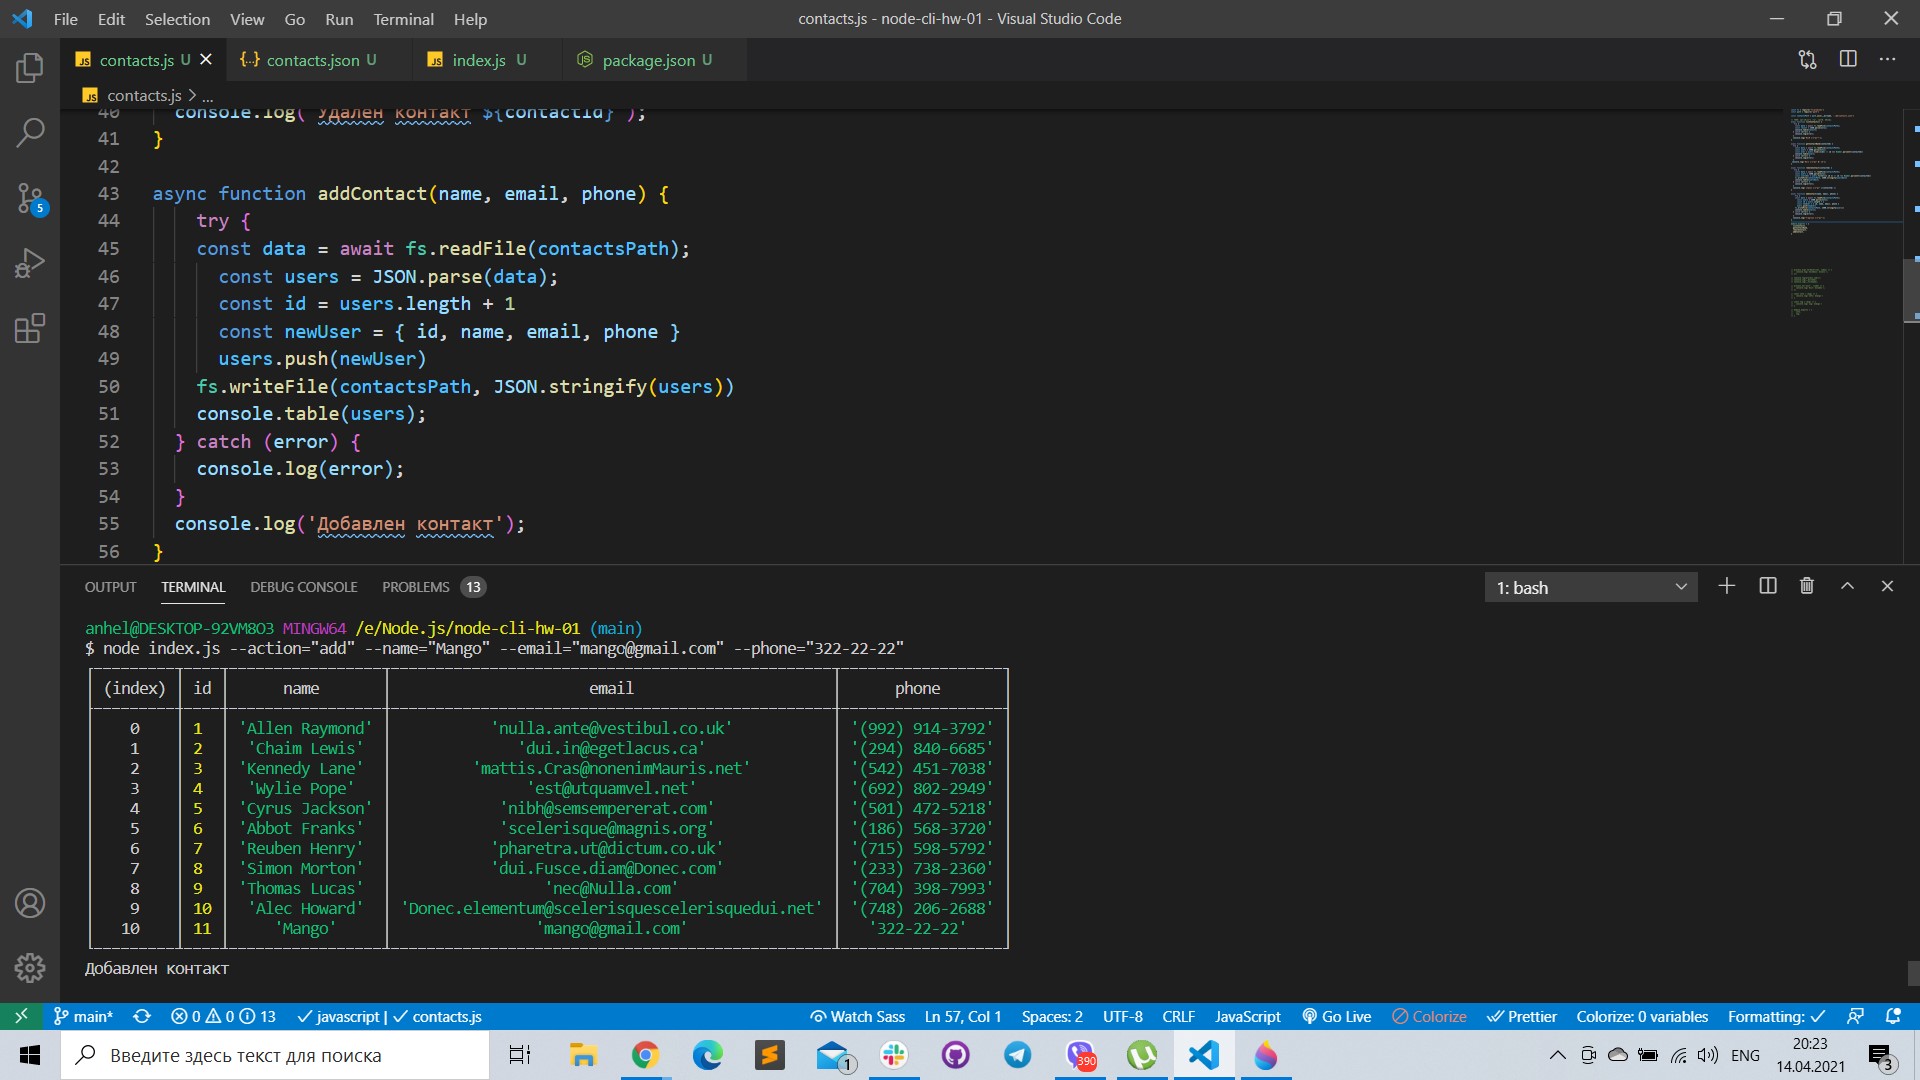 File Edit Selection View Go Run Terminal Help
contacts.js - node-cli-hw-01 - Visual Studio Code
contacts.js U
contacts.json U
index.js U
package.json U
contacts.js > ...
40 console.log(`Удален контакт ${contactId}`);
41 }
42
43 async function addContact(name, email, phone) {
44 try {
45 const data = await fs.readFile(contactsPath);
46 const users = JSON.parse(data);
47 const id = users.length + 1
48 const newUser = { id, name, email, phone }
49 users.push(newUser)
50 fs.writeFile(contactsPath, JSON.stringify(users))
51 console.table(users);
52 } catch (error) {
53 console.log(error);
54 }
55 console.log('Добавлен контакт');
56 }
5
OUTPUT TERMINAL DEBUG CONSOLE PROBLEMS 13
1: bash
anhel@DESKTOP-92VM8O3 MINGW64 /e/Node.js/node-cli-hw-01 (main)
$ node index.js --action="add" --name="Mango" --email="mango@gmail.com" --phone="322-22-22"
(index) id name email phone
0 1 'Allen Raymond' 'nulla.ante@vestibul.co.uk' '(992) 914-3792'
1 2 'Chaim Lewis' 'dui.in@egetlacus.ca' '(294) 840-6685'
2 3 'Kennedy Lane' 'mattis.Cras@nonenimMauris.net' '(542) 451-7038'
3 4 'Wylie Pope' 'est@utquamvel.net' '(692) 802-2949'
4 5 'Cyrus Jackson' 'nibh@semsempererat.com' '(501) 472-5218'
5 6 'Abbot Franks' 'scelerisque@magnis.org' '(186) 568-3720'
6 7 'Reuben Henry' 'pharetra.ut@dictum.co.uk' '(715) 598-5792'
7 8 'Simon Morton' 'dui.Fusce.diam@Donec.com' '(233) 738-2360'
8 9 'Thomas Lucas' 'nec@Nulla.com' '(704) 398-7993'
9 10 'Alec Howard' 'Donec.elementum@scelerisquescelerisquedui.net' '(748) 206-2688'
10 11 'Mango' 'mango@gmail.com' '322-22-22'
Добавлен контакт
main* 0 0 13 javascript | contacts.js Watch Sass Ln 57, Col 1 Spaces: 2 UTF-8 CRLF JavaScript Go Live Colorize Prettier Colorize: 0 variables Formatting:
Введите здесь текст для поиска
1
390
ENG
20:23
14.04.2021
3